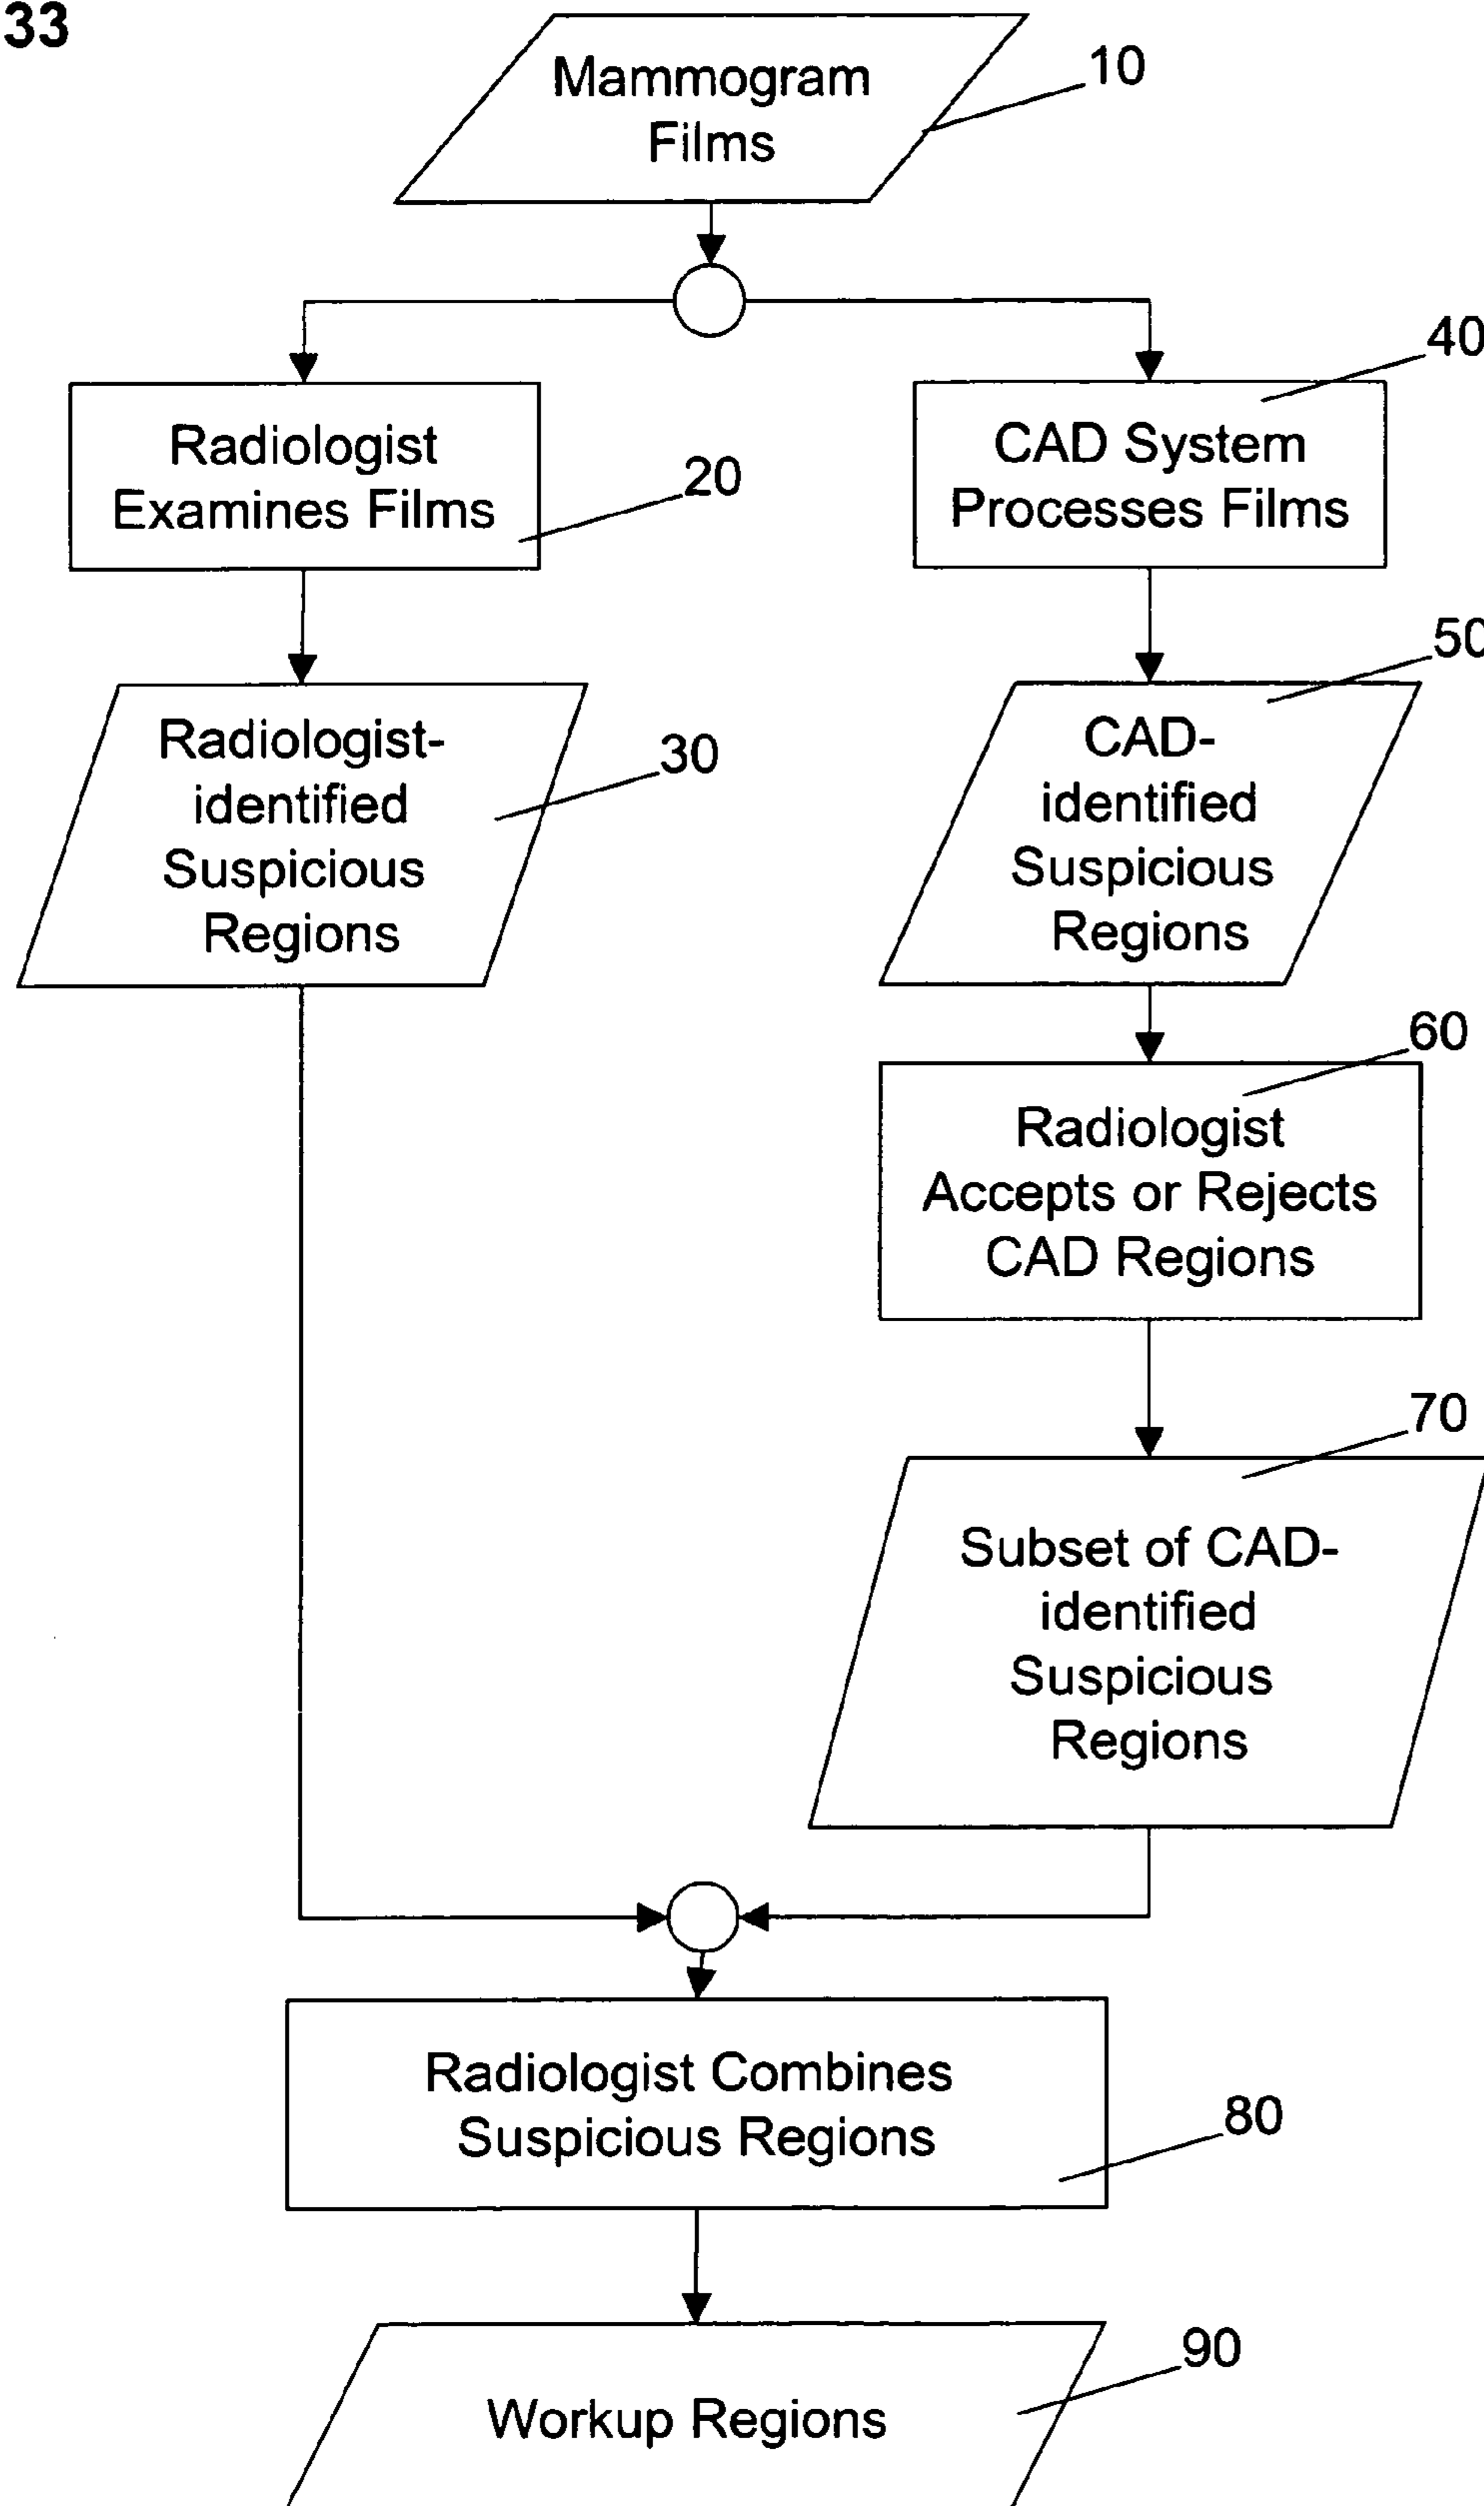 33
Mammogram
Films
10
40
Radiologist
Examines Films
20
CAD System
Processes Films
50
Radiologist-
identified
Suspicious
Regions
30
CAD-
identified
Suspicious
Regions
60
Radiologist
Accepts or Rejects
CAD Regions
70
Subset of CAD-
identified
Suspicious
Regions
Radiologist Combines
Suspicious Regions
80
Workup Regions
90